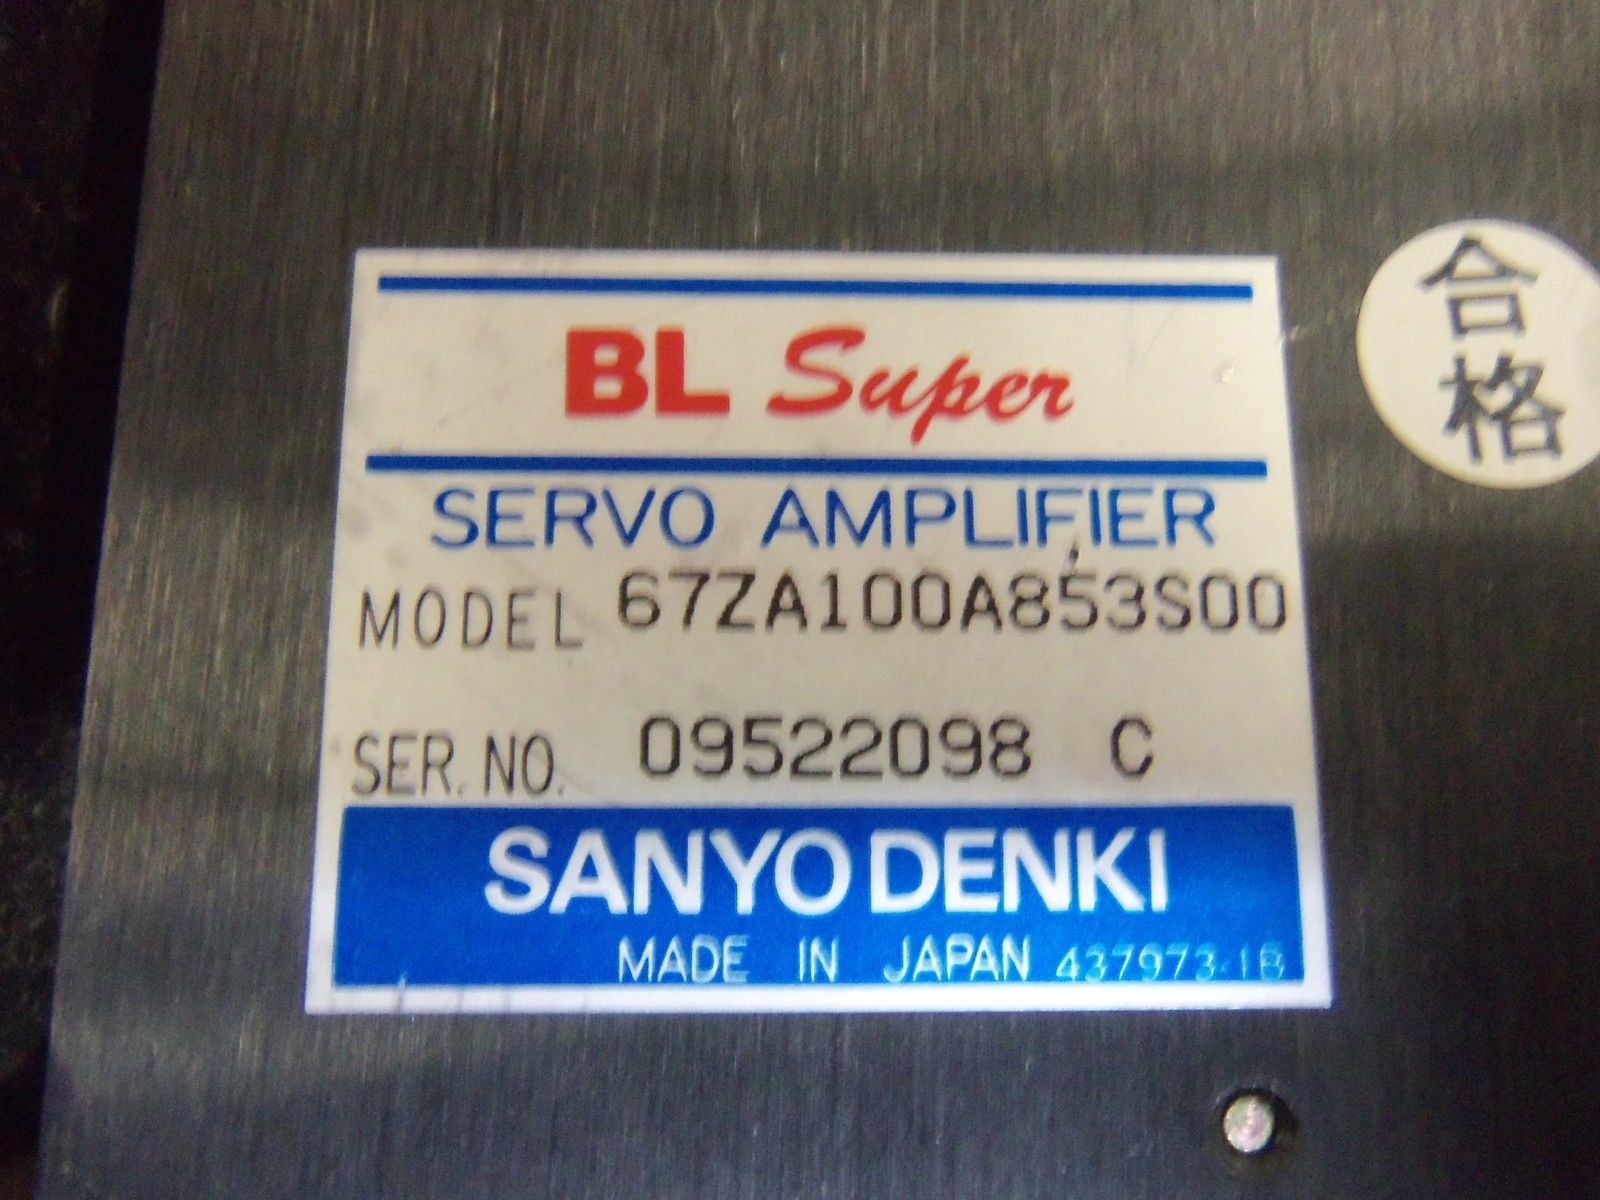 BL Super
SERVO AMPLIFIER
MODEL 67ZA100A853S00
SER. NO. 09522098 C
SANYO DENKI
MADE IN JAPAN 437973-1B
合格